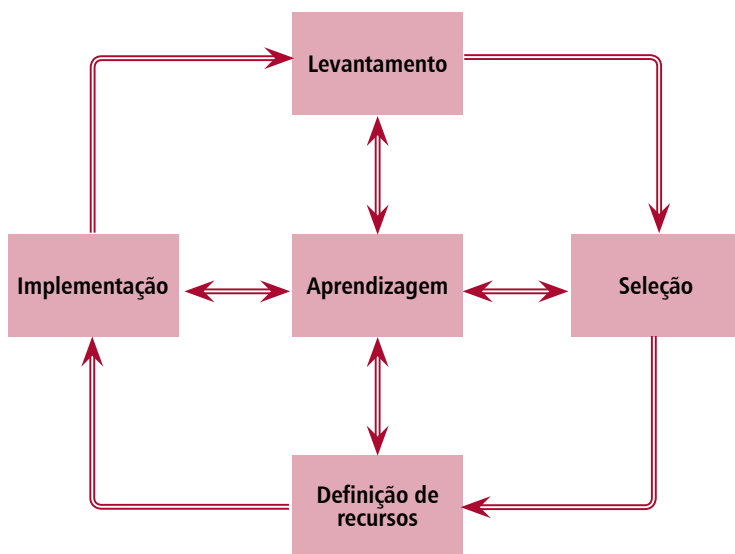 Levantamento
Implementação
Aprendizagem
Seleção
Definição de
recursos